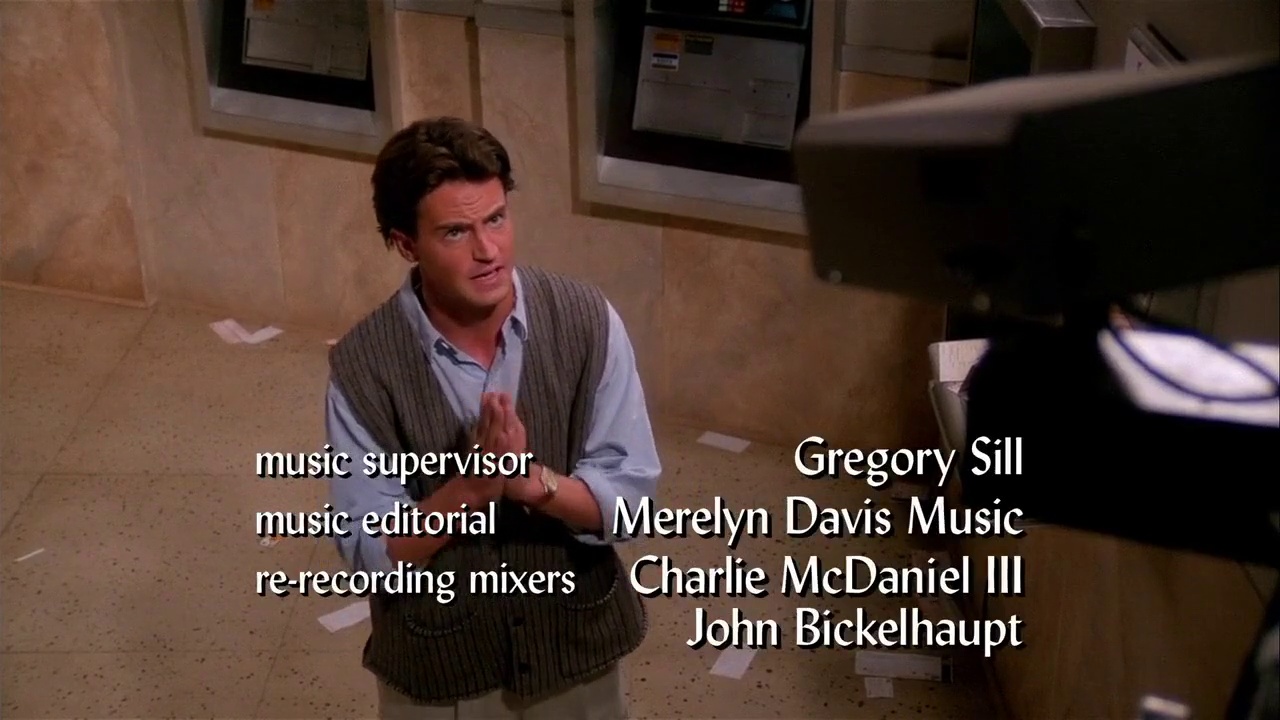 music supervisor Gregory Sill
music editorial Merelyn Davis Music
re-recording mixers Charlie McDaniel III
John Bickelhaupt